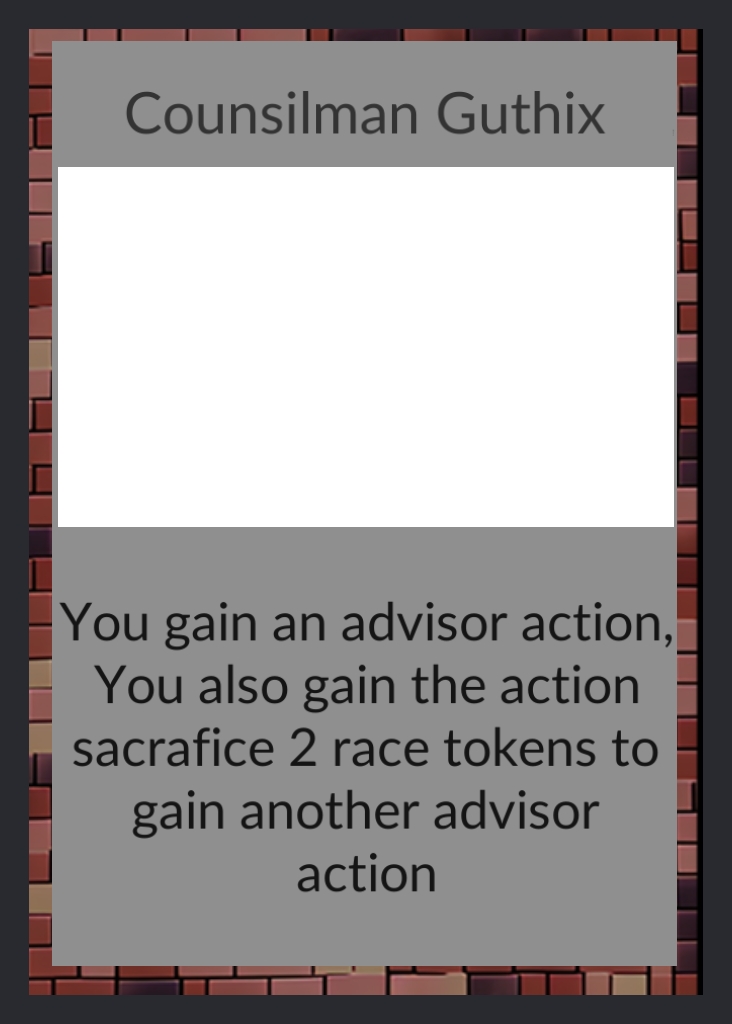 Counsilman Guthix
You gain an advisor action,
You also gain the action
sacrafice 2 race tokens to
gain another advisor
action